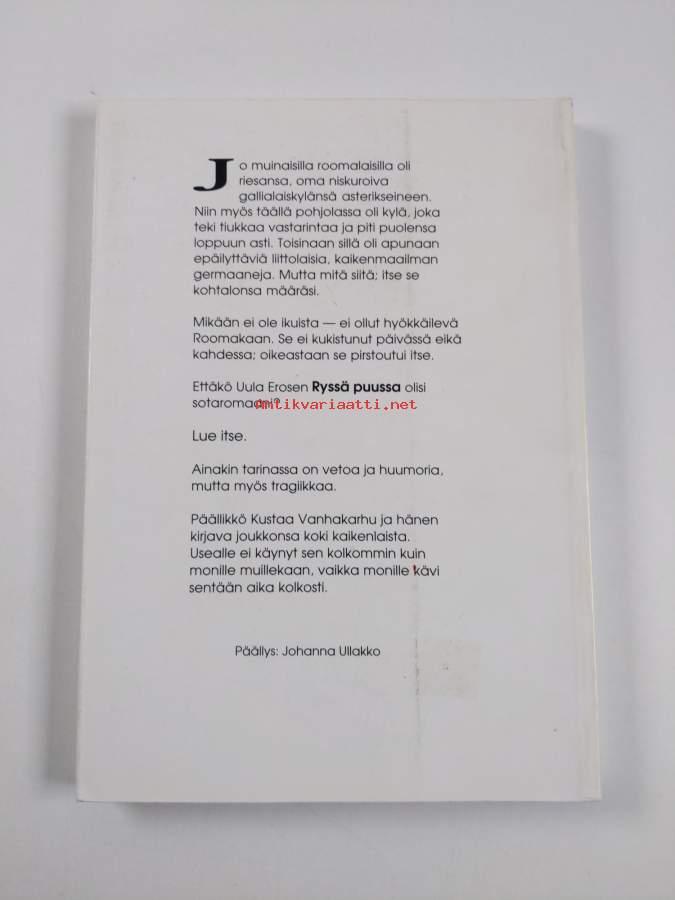 Jo muinaisilla roomalaisilla oli
riesansa, oma niskuroiva
gallialaiskylänsä asterikseineen.
Niin myös täällä pohjolassa oli kylä, joka
teki tiukkaa vastarintaa ja piti puolensa
loppuun asti. Toisinaan sillä oli apunaan
epäilyttäviä liittolaisia, kaikenmaailman
germaaneja. Mutta mitä siitä; itse se
kohtalonsa määräsi.
Mikään ei ole ikuista — ei ollut hyökkäilevä
Roomakaan. Se ei kukistunut päivässä eikä
kahdessa; oikeastaan se pirstoutui itse.
Ettäkö Uula Erosen Ryssä puussa olisi
sotaromaani?
antikvariaatti.net
Lue itse.
Ainakin tarinassa on vetoa ja huumoria,
mutta myös tragiikkaa.
Päällikkö Kustaa Vanhakarhu ja hänen
kirjava joukkonsa koki kaikenlaista.
Usealle ei käynyt sen kolkommin kuin
monille muillekaan, vaikka monille kävi
sentään aika kolkosti.
Päällys: Johanna Ullakko